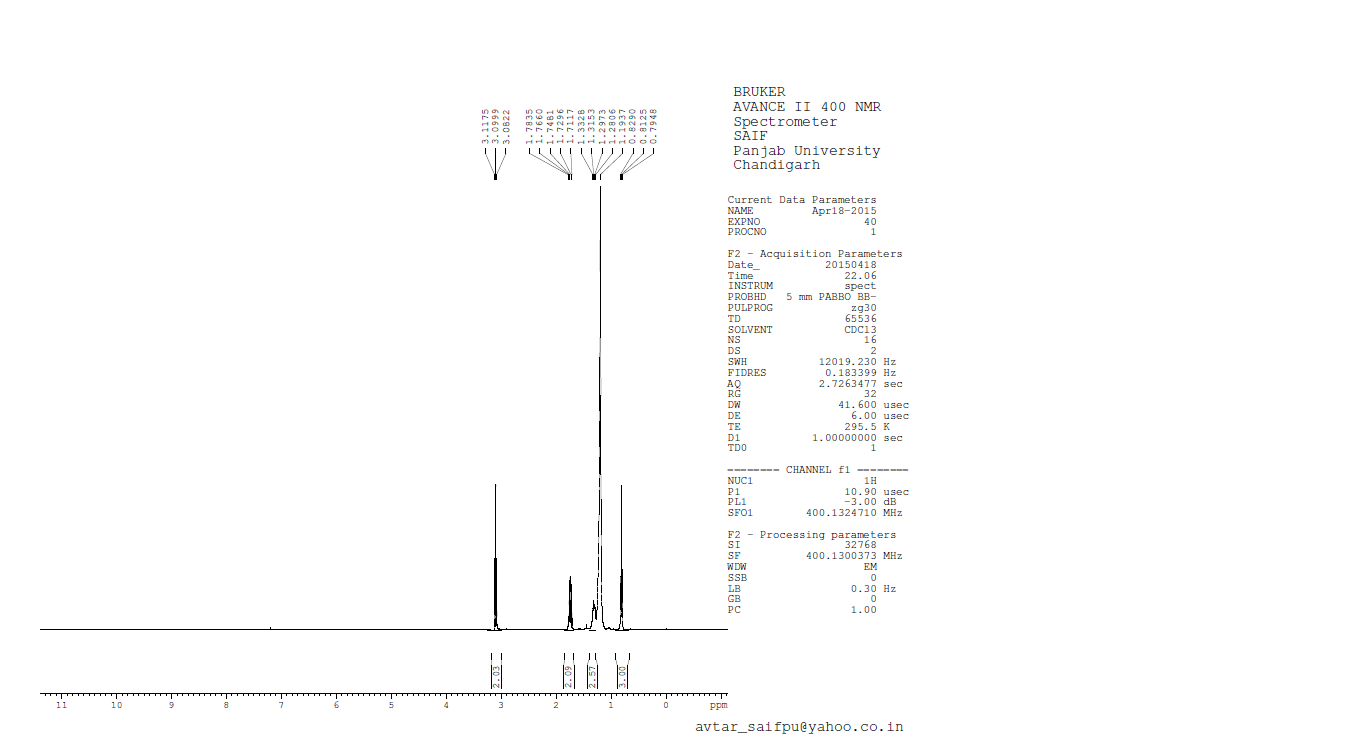 3.1175
3.0999
3.0822
1.7835
1.7660
1.7481
1.7296
1.7117
1.3328
1.3153
1.2973
1.2806
1.1937
0.8290
0.8125
0.7948
BRUKER
AVANCE II 400 NMR
Spectrometer
SAIF
Panjab University
Chandigarh
Current Data Parameters
NAME Apr18-2015
EXPNO 40
PROCNO 1
F2 - Acquisition Parameters
Date_ 20150418
Time 22.06
INSTRUM spect
PROBHD 5 mm PABBO BB-
PULPROG zg30
TD 65536
SOLVENT CDCl3
NS 16
DS 2
SWH 12019.230 Hz
FIDRES 0.183399 Hz
AQ 2.7263477 sec
RG 32
DW 41.600 usec
DE 6.00 usec
TE 295.5 K
D1 1.00000000 sec
TD0 1
======== CHANNEL f1 ========
NUC1 1H
P1 10.90 usec
PL1 -3.00 dB
SFO1 400.1324710 MHz
F2 - Processing parameters
SI 32768
SF 400.1300373 MHz
WDW EM
SSB 0
LB 0.30 Hz
GB 0
PC 1.00
2.03
2.09
2.57
3.00
11 10 9 8 7 6 5 4 3 2 1 0 ppm
avtar_saifpu@yahoo.co.in